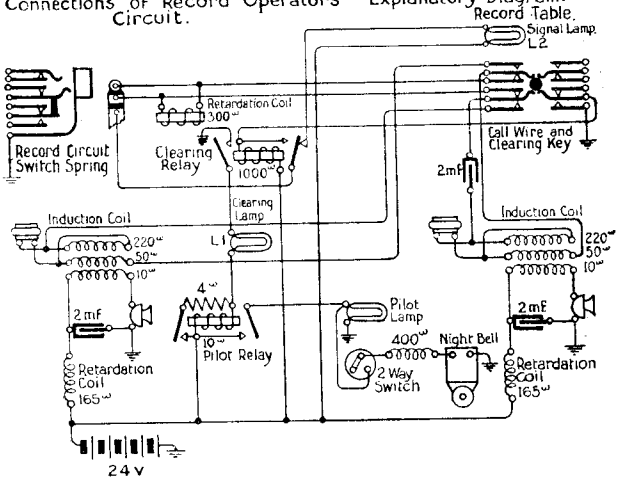 Connections of Record Operators' Explanatory Diagram.
Circuit.
Record Table.
Signal Lamp
L2
Retardation Coil
300ω
Record Circuit
Switch Spring
Clearing
Relay
1000ω
Call Wire and
Clearing Key
2mF
Clearing
Lamp
L1
Induction Coil
220ω
50ω
10ω
Induction Coil
220ω
50ω
10ω
4ω
10ω
Pilot Relay
Pilot
Lamp
2mF
2mF
400ω
Night Bell
2 Way
Switch
Retardation
Coil
165ω
Retardation
Coil
165ω
24v